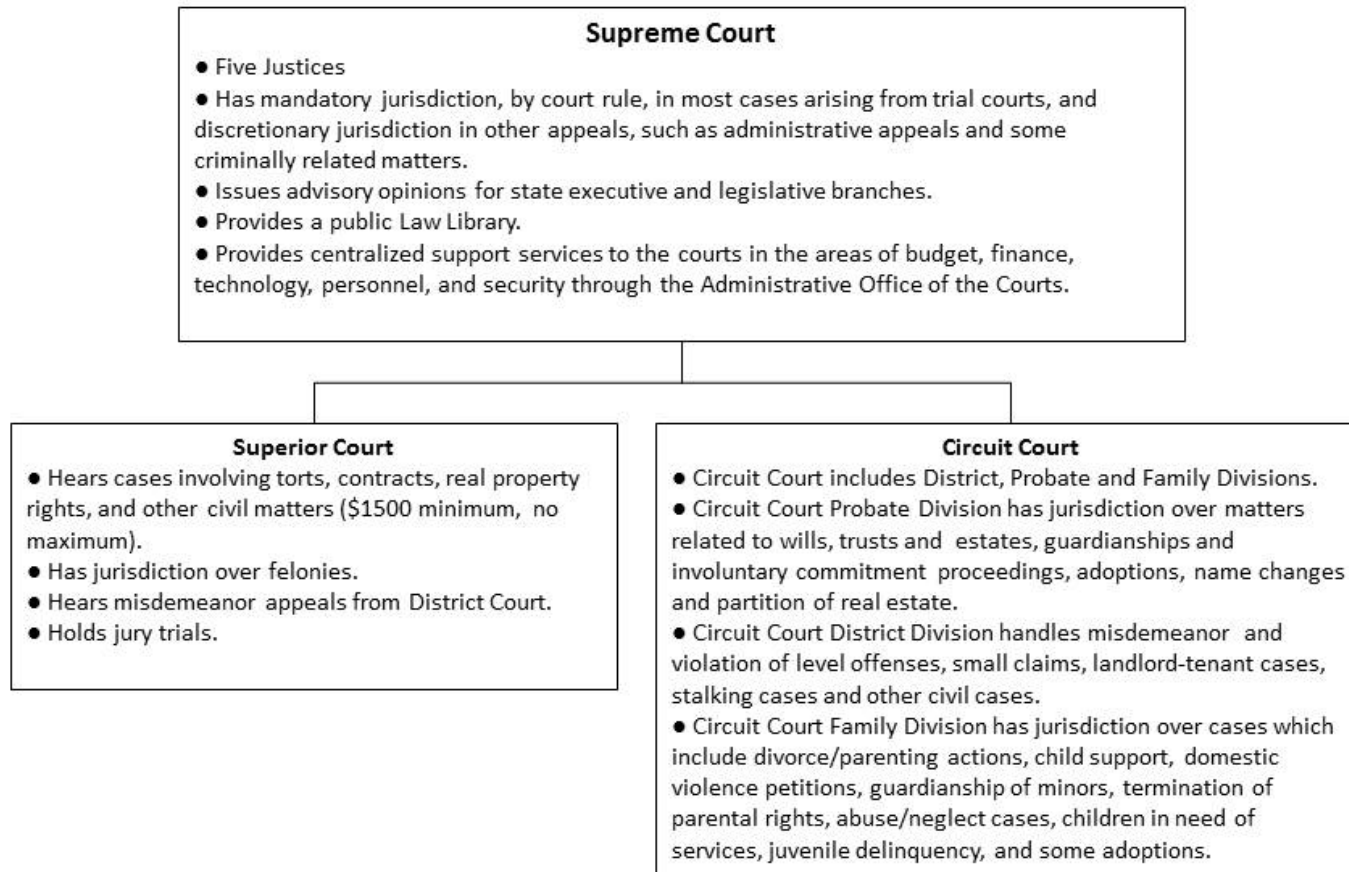 Supreme Court
● Five Justices
● Has mandatory jurisdiction, by court rule, in most cases arising from trial courts, and
discretionary jurisdiction in other appeals, such as administrative appeals and some
criminally related matters.
● Issues advisory opinions for state executive and legislative branches.
● Provides a public Law Library.
● Provides centralized support services to the courts in the areas of budget, finance,
technology, personnel, and security through the Administrative Office of the Courts.
Superior Court
● Hears cases involving torts, contracts, real property
rights, and other civil matters ($1500 minimum, no
maximum).
● Has jurisdiction over felonies.
● Hears misdemeanor appeals from District Court.
● Holds jury trials.
Circuit Court
● Circuit Court includes District, Probate and Family Divisions.
● Circuit Court Probate Division has jurisdiction over matters
related to wills, trusts and estates, guardianships and
involuntary commitment proceedings, adoptions, name changes
and partition of real estate.
● Circuit Court District Division handles misdemeanor and
violation of level offenses, small claims, landlord-tenant cases,
stalking cases and other civil cases.
● Circuit Court Family Division has jurisdiction over cases which
include divorce/parenting actions, child support, domestic
violence petitions, guardianship of minors, termination of
parental rights, abuse/neglect cases, children in need of
services, juvenile delinquency, and some adoptions.